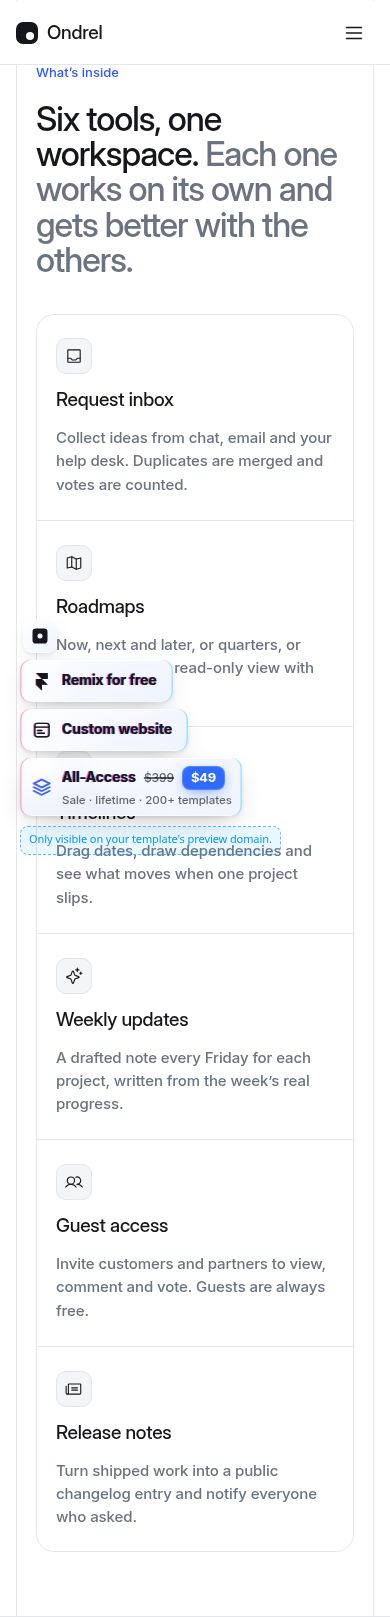 Ondrel
What's inside
Six tools, one
workspace. Each one
works on its own and
gets better with the
others.
Request inbox
Collect ideas from chat, email and your
help desk. Duplicates are merged and
votes are counted.
Roadmaps
Now, next and later, or quarters, or
read-only view with
Remix for free
Custom website
All-Access $399 $49
Sale · lifetime · 200+ templates
Timelines
Only visible on your template's preview domain.
Drag dates, draw dependencies and
see what moves when one project
slips.
Weekly updates
A drafted note every Friday for each
project, written from the week's real
progress.
Guest access
Invite customers and partners to view,
comment and vote. Guests are always
free.
Release notes
Turn shipped work into a public
changelog entry and notify everyone
who asked.